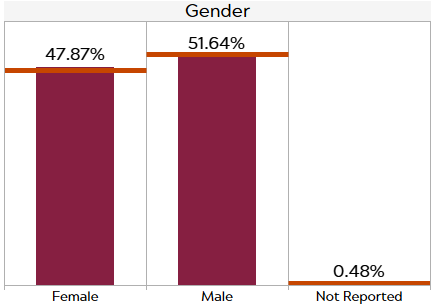 Gender
47.87%
51.64%
0.48%
Female
Male
Not Reported